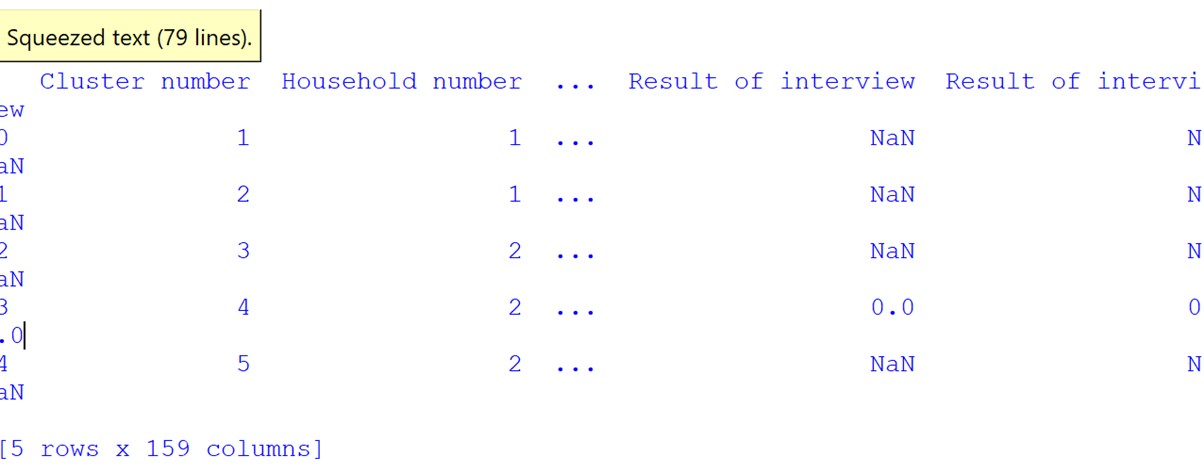 Squeezed text (79 lines).
Cluster number Household number ... Result of interview Result of intervi
ew
0 1 1 ... NaN N
aN
1 2 1 ... NaN N
aN
2 3 2 ... NaN N
aN
3 4 2 ... 0.0 0
.0
4 5 2 ... NaN N
aN
[5 rows x 159 columns]